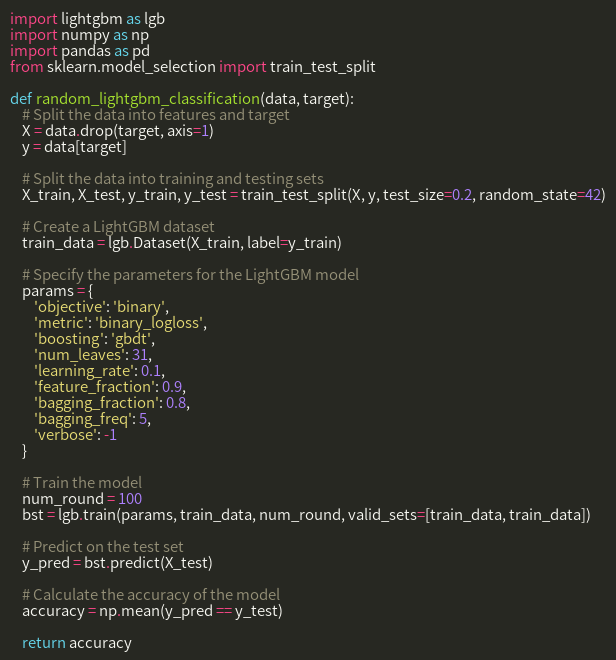 import lightgbm as lgb
import numpy as np
import pandas as pd
from sklearn.model_selection import train_test_split

def random_lightgbm_classification(data, target):
    # Split the data into features and target
    X = data.drop(target, axis=1)
    y = data[target]

    # Split the data into training and testing sets
    X_train, X_test, y_train, y_test = train_test_split(X, y, test_size=0.2, random_state=42)

    # Create a LightGBM dataset
    train_data = lgb.Dataset(X_train, label=y_train)

    # Specify the parameters for the LightGBM model
    params = {
        'objective': 'binary',
        'metric': 'binary_logloss',
        'boosting': 'gbdt',
        'num_leaves': 31,
        'learning_rate': 0.1,
        'feature_fraction': 0.9,
        'bagging_fraction': 0.8,
        'bagging_freq': 5,
        'verbose': -1
    }

    # Train the model
    num_round = 100
    bst = lgb.train(params, train_data, num_round, valid_sets=[train_data, train_data])

    # Predict on the test set
    y_pred = bst.predict(X_test)

    # Calculate the accuracy of the model
    accuracy = np.mean(y_pred == y_test)

    return accuracy